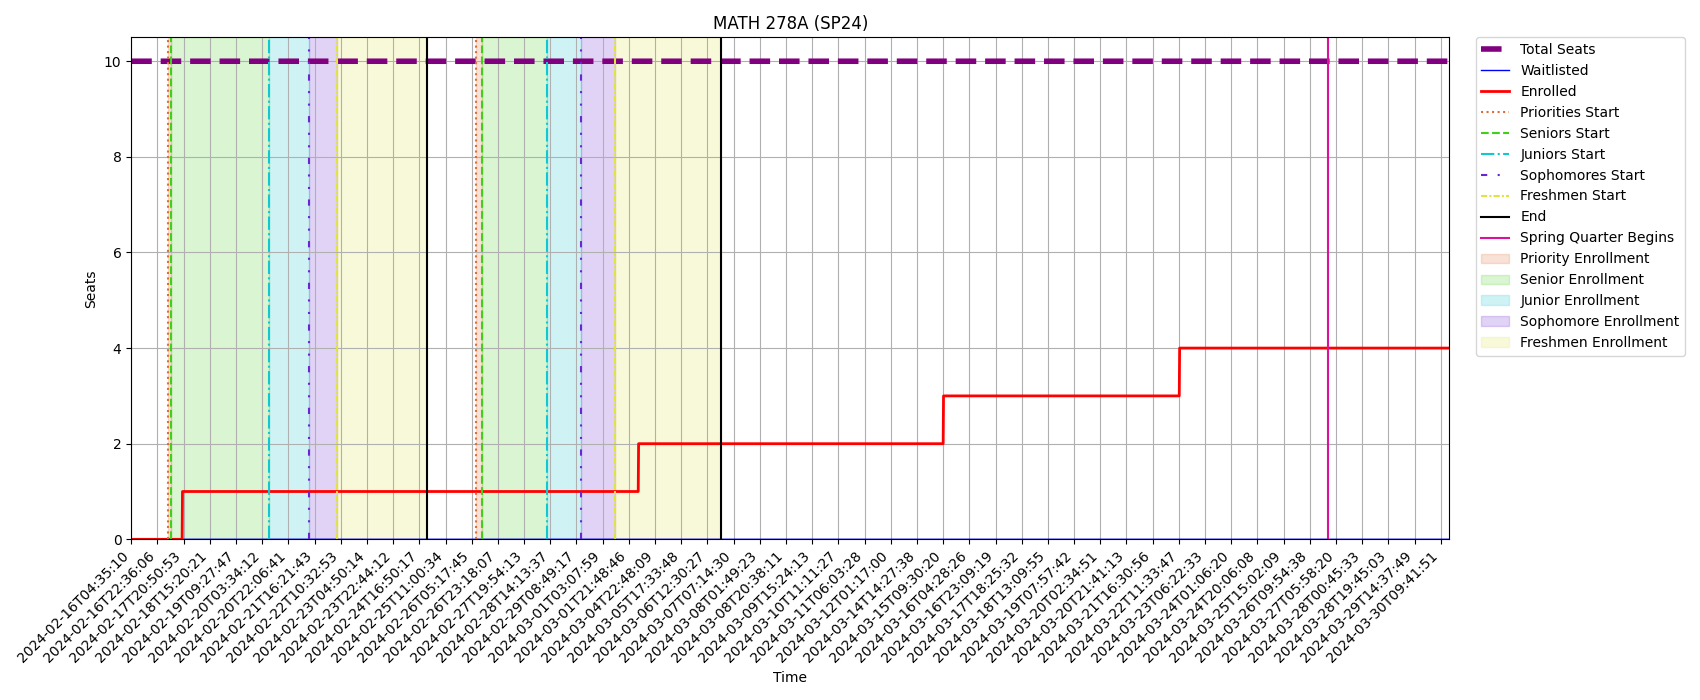 MATH 278A (SP24)
10
8
6
4
2
0
Seats
2024-02-16T04:35:10
2024-02-16T22:36:06
2024-02-17T20:50:53
2024-02-18T15:20:21
2024-02-19T09:27:47
2024-02-20T03:34:12
2024-02-20T22:06:41
2024-02-21T16:21:43
2024-02-22T10:32:53
2024-02-23T04:50:14
2024-02-23T22:44:12
2024-02-24T16:50:17
2024-02-25T11:00:34
2024-02-26T05:17:45
2024-02-26T23:18:07
2024-02-27T19:54:13
2024-02-28T14:13:37
2024-02-29T08:49:17
2024-03-01T03:07:59
2024-03-01T21:48:46
2024-03-04T22:48:09
2024-03-05T17:33:48
2024-03-06T12:30:27
2024-03-07T07:14:30
2024-03-08T01:49:23
2024-03-08T20:38:11
2024-03-09T15:24:13
2024-03-10T11:11:27
2024-03-11T06:03:28
2024-03-12T01:17:00
2024-03-14T14:27:38
2024-03-15T09:30:20
2024-03-16T04:28:26
2024-03-16T23:09:19
2024-03-17T18:25:32
2024-03-18T13:09:55
2024-03-19T07:57:42
2024-03-20T02:34:51
2024-03-20T21:41:13
2024-03-21T16:30:56
2024-03-22T11:33:47
2024-03-23T06:22:33
2024-03-24T01:06:20
2024-03-24T20:06:08
2024-03-25T15:02:09
2024-03-26T09:54:38
2024-03-27T05:58:20
2024-03-28T00:45:33
2024-03-28T19:45:03
2024-03-29T14:37:49
2024-03-30T09:41:51
Time
Total Seats
Waitlisted
Enrolled
Priorities Start
Seniors Start
Juniors Start
Sophomores Start
Freshmen Start
End
Spring Quarter Begins
Priority Enrollment
Senior Enrollment
Junior Enrollment
Sophomore Enrollment
Freshmen Enrollment